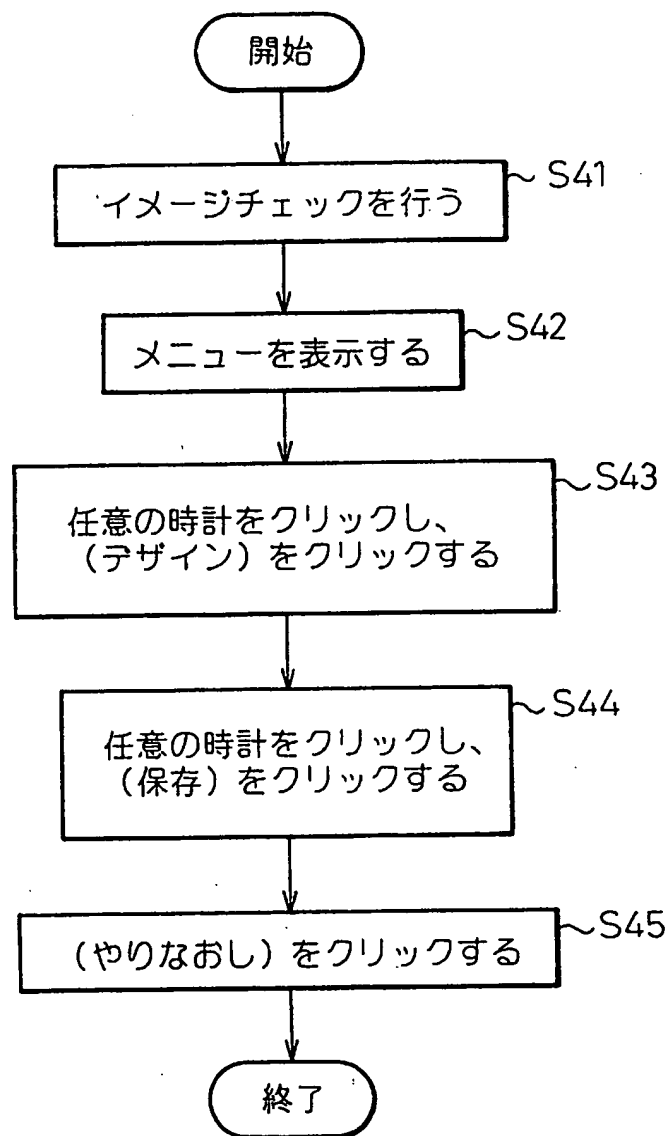 開始
イメージチェックを行う
S41
メニューを表示する
S42
任意の時計をクリックし、
(デザイン)をクリックする
S43
任意の時計をクリックし、
(保存)をクリックする
S44
(やりなおし)をクリックする
S45
終了